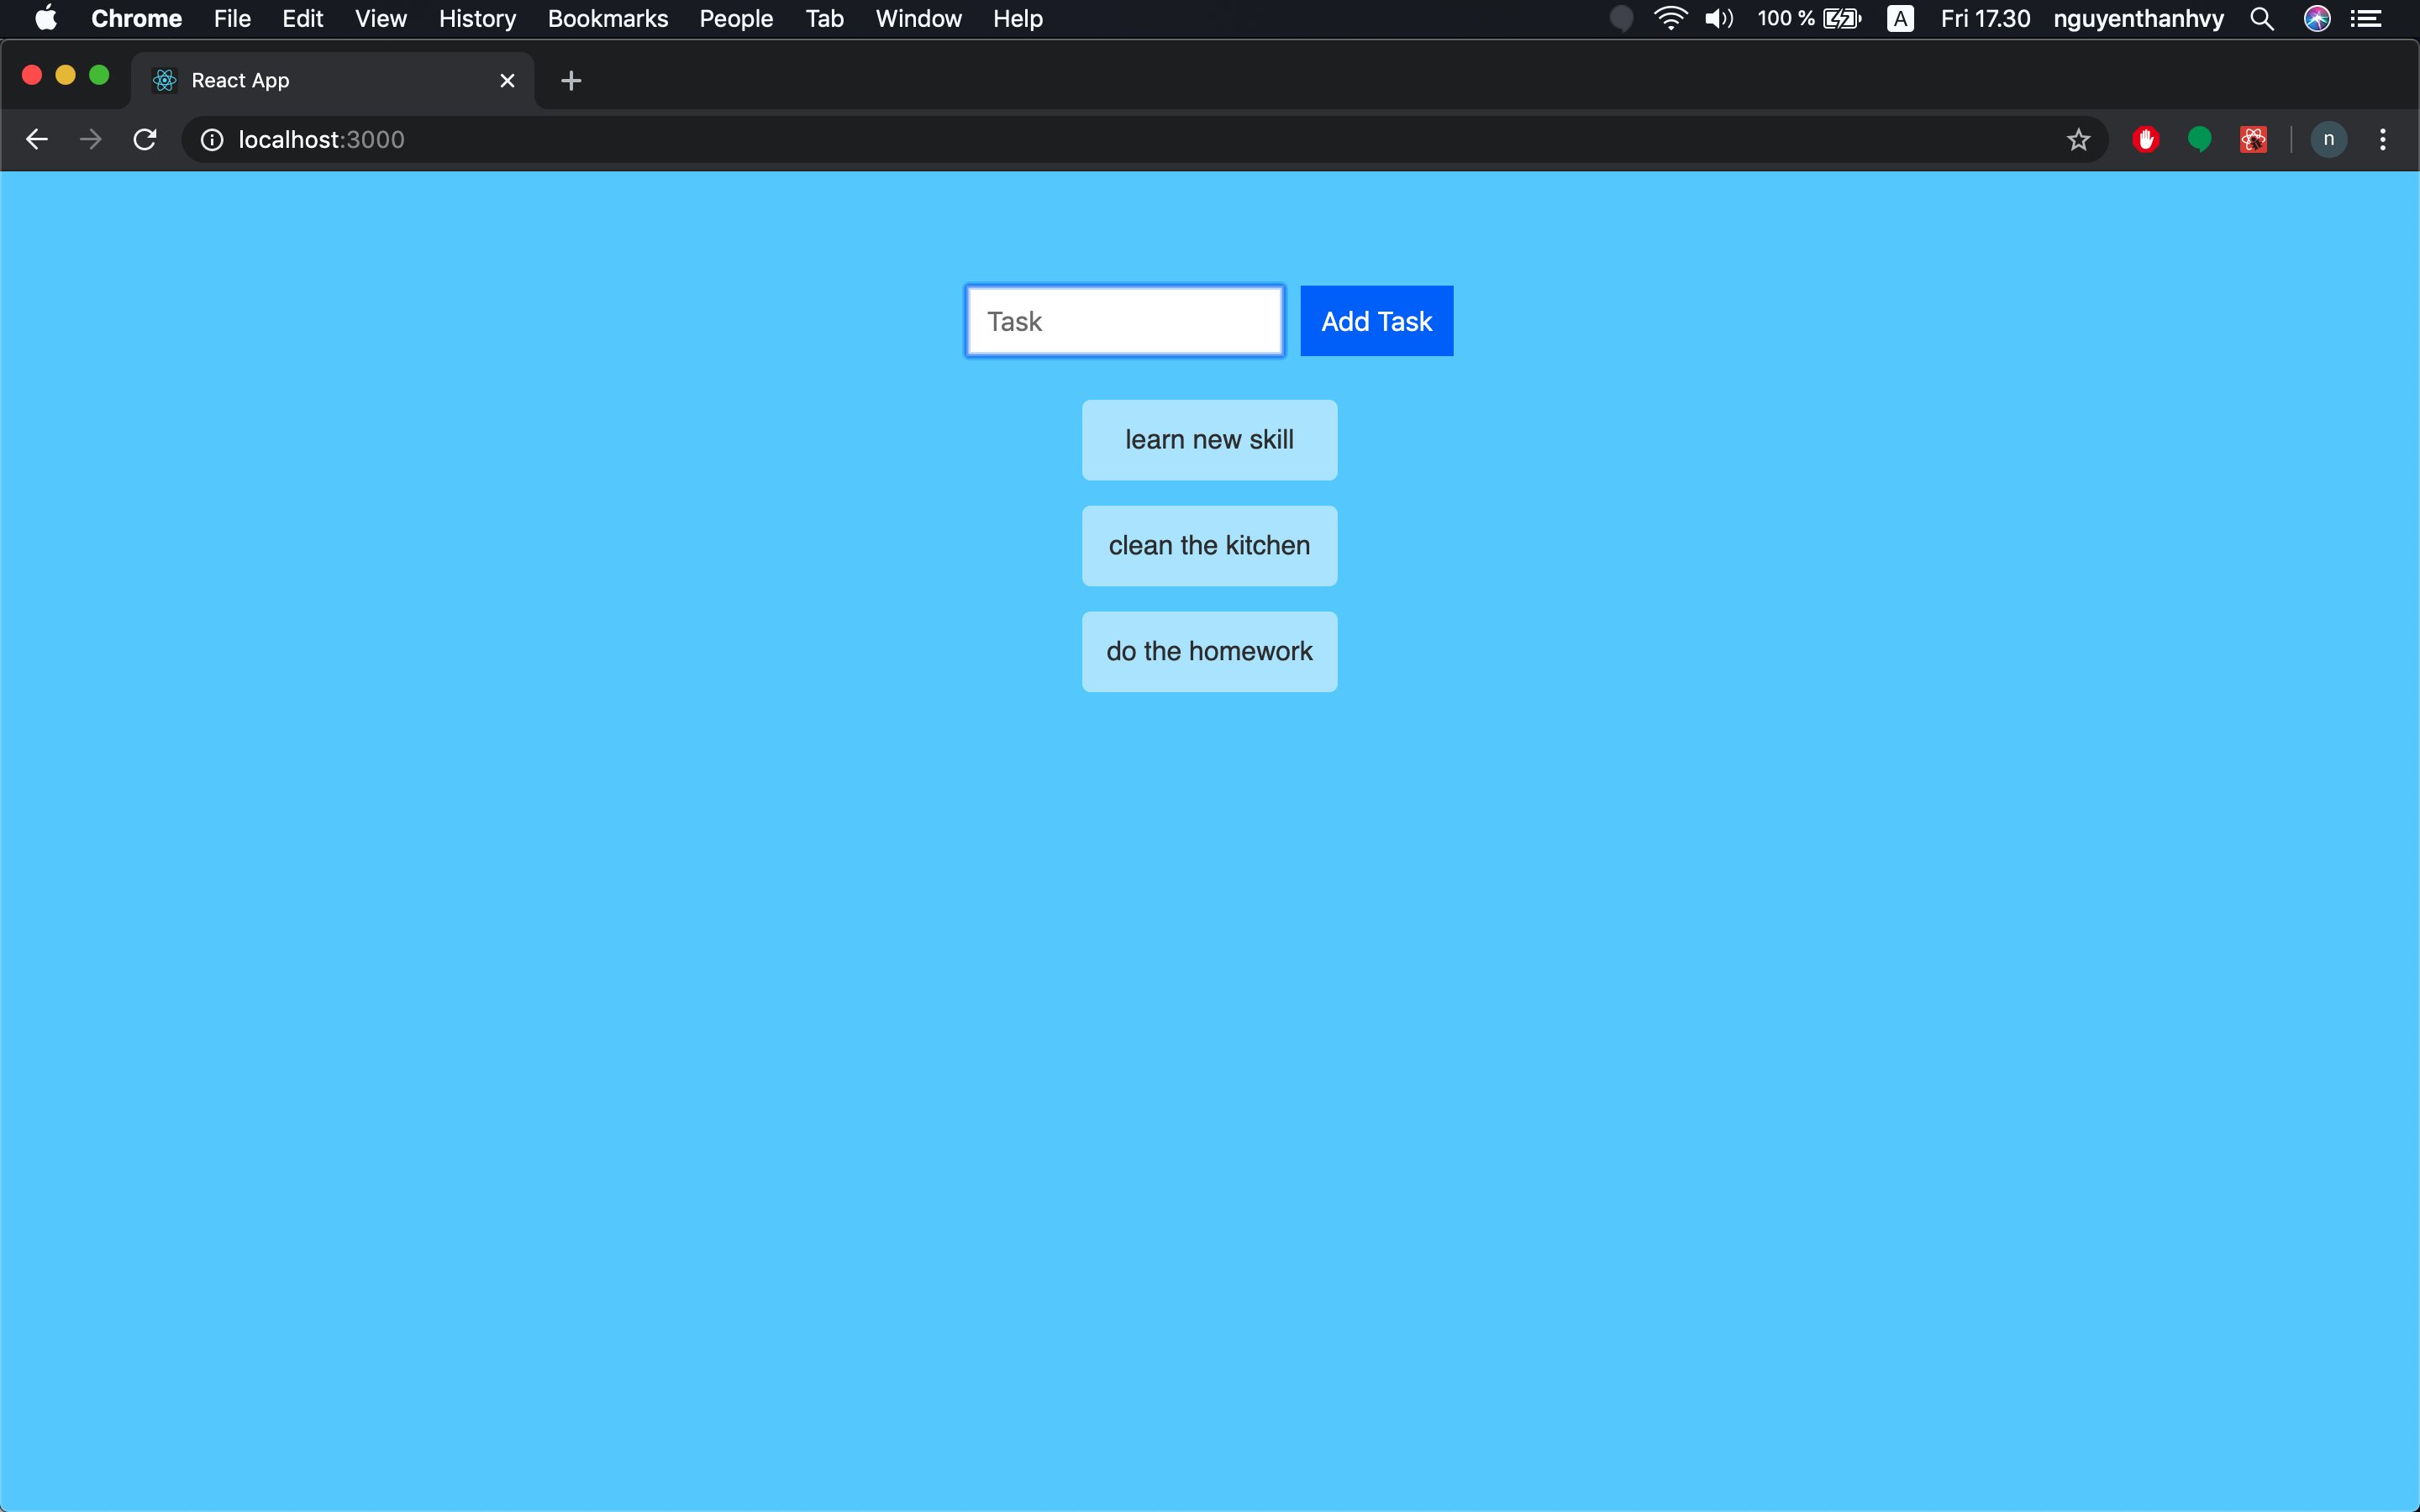 Chrome File Edit View History Bookmarks People Tab Window Help 100 % A Fri 17.30 nguyenthanhvy
React App
localhost:3000 n
Task Add Task
learn new skill
clean the kitchen
do the homework